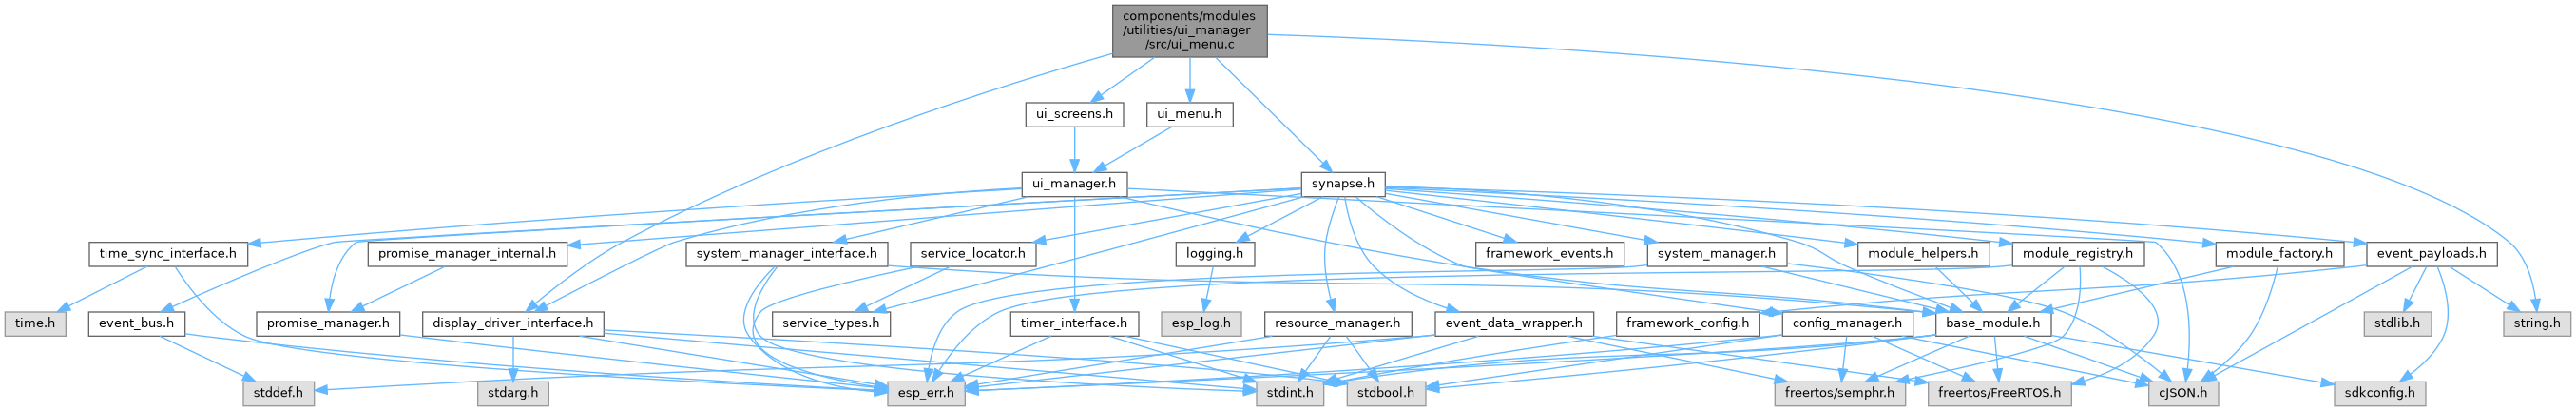 components/modules
/utilities/ui_manager
/src/ui_menu.c
ui_screens.h
ui_menu.h
ui_manager.h
synapse.h
time_sync_interface.h
promise_manager_internal.h
system_manager_interface.h
service_locator.h
logging.h
framework_events.h
system_manager.h
module_helpers.h
module_registry.h
module_factory.h
event_payloads.h
time.h
event_bus.h
promise_manager.h
display_driver_interface.h
service_types.h
timer_interface.h
esp_log.h
resource_manager.h
event_data_wrapper.h
framework_config.h
config_manager.h
base_module.h
stdlib.h
string.h
stddef.h
stdarg.h
esp_err.h
stdint.h
stdbool.h
freertos/semphr.h
freertos/FreeRTOS.h
cJSON.h
sdkconfig.h